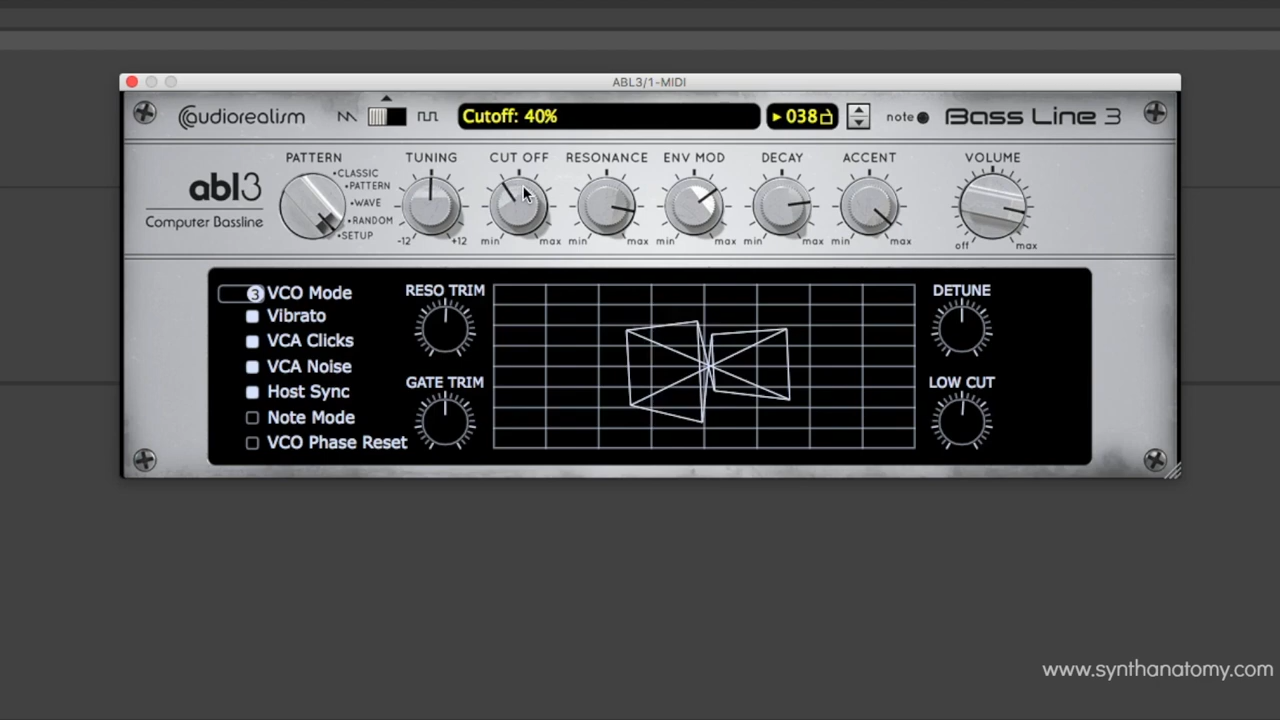 ABL3/1-MIDI
audiorealism
Cutoff: 40%
038
note
Bass Line 3
abl3
Computer Bassline
PATTERN
CLASSIC
PATTERN
WAVE
RANDOM
SETUP
TUNING
-12 +12
CUT OFF
min max
RESONANCE
min max
ENV MOD
min max
DECAY
min max
ACCENT
min max
VOLUME
off max
3 VCO Mode
Vibrato
VCA Clicks
VCA Noise
Host Sync
Note Mode
VCO Phase Reset
RESO TRIM
GATE TRIM
DETUNE
LOW CUT
www.synthanatomy.com